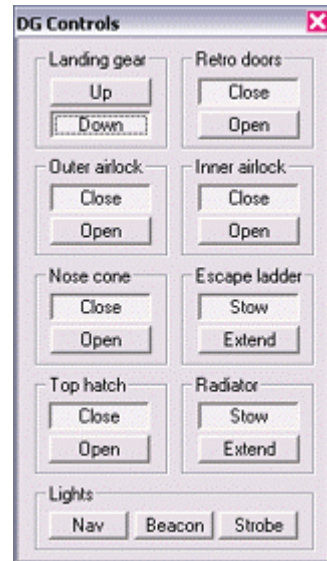 DG Controls
Landing gear Retro doors
Up Close
Down Open
Outer airlock Inner airlock
Close Close
Open Open
Nose cone Escape ladder
Close Stow
Open Extend
Top hatch Radiator
Close Stow
Open Extend
Lights
Nav Beacon Strobe